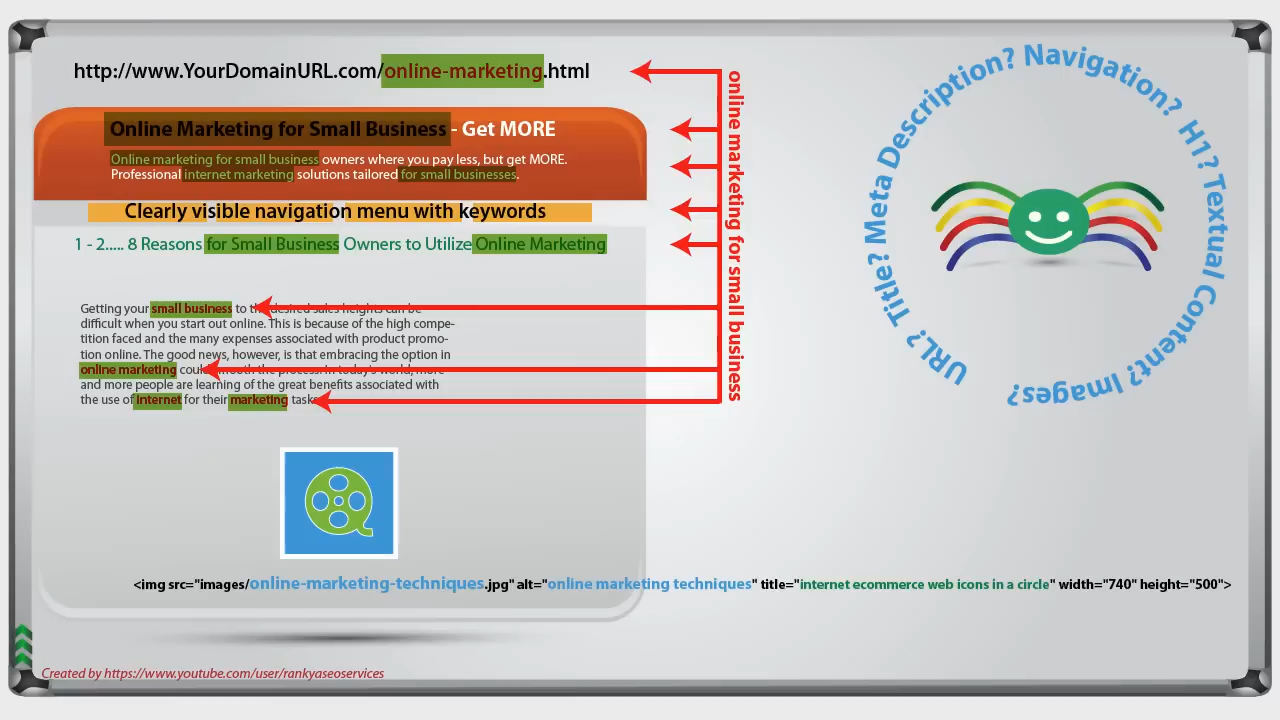 http://www.YourDomainURL.com/online-marketing.html
Online Marketing for Small Business - Get MORE
Online marketing for small business owners where you pay less, but get MORE.
Professional internet marketing solutions tailored for small businesses.
Clearly visible navigation menu with keywords
1 - 2..... 8 Reasons for Small Business Owners to Utilize Online Marketing
Getting your small business to the desired sales heights can be
difficult when you start out online. This is because of the high compe-
tition faced and the many expenses associated with product promo-
tion online. The good news, however, is that embracing the option in
online marketing could smooth the process. In today's world, more
and more people are learning of the great benefits associated with
the use of internet for their marketing tasks
online marketing for small business
URL? Title? Meta Description? Navigation? H1? Textual Content? Images?
<img src="images/online-marketing-techniques.jpg" alt="online marketing techniques" title="internet ecommerce web icons in a circle" width="740" height="500">
Created by https://www.youtube.com/user/rankyaseoservices